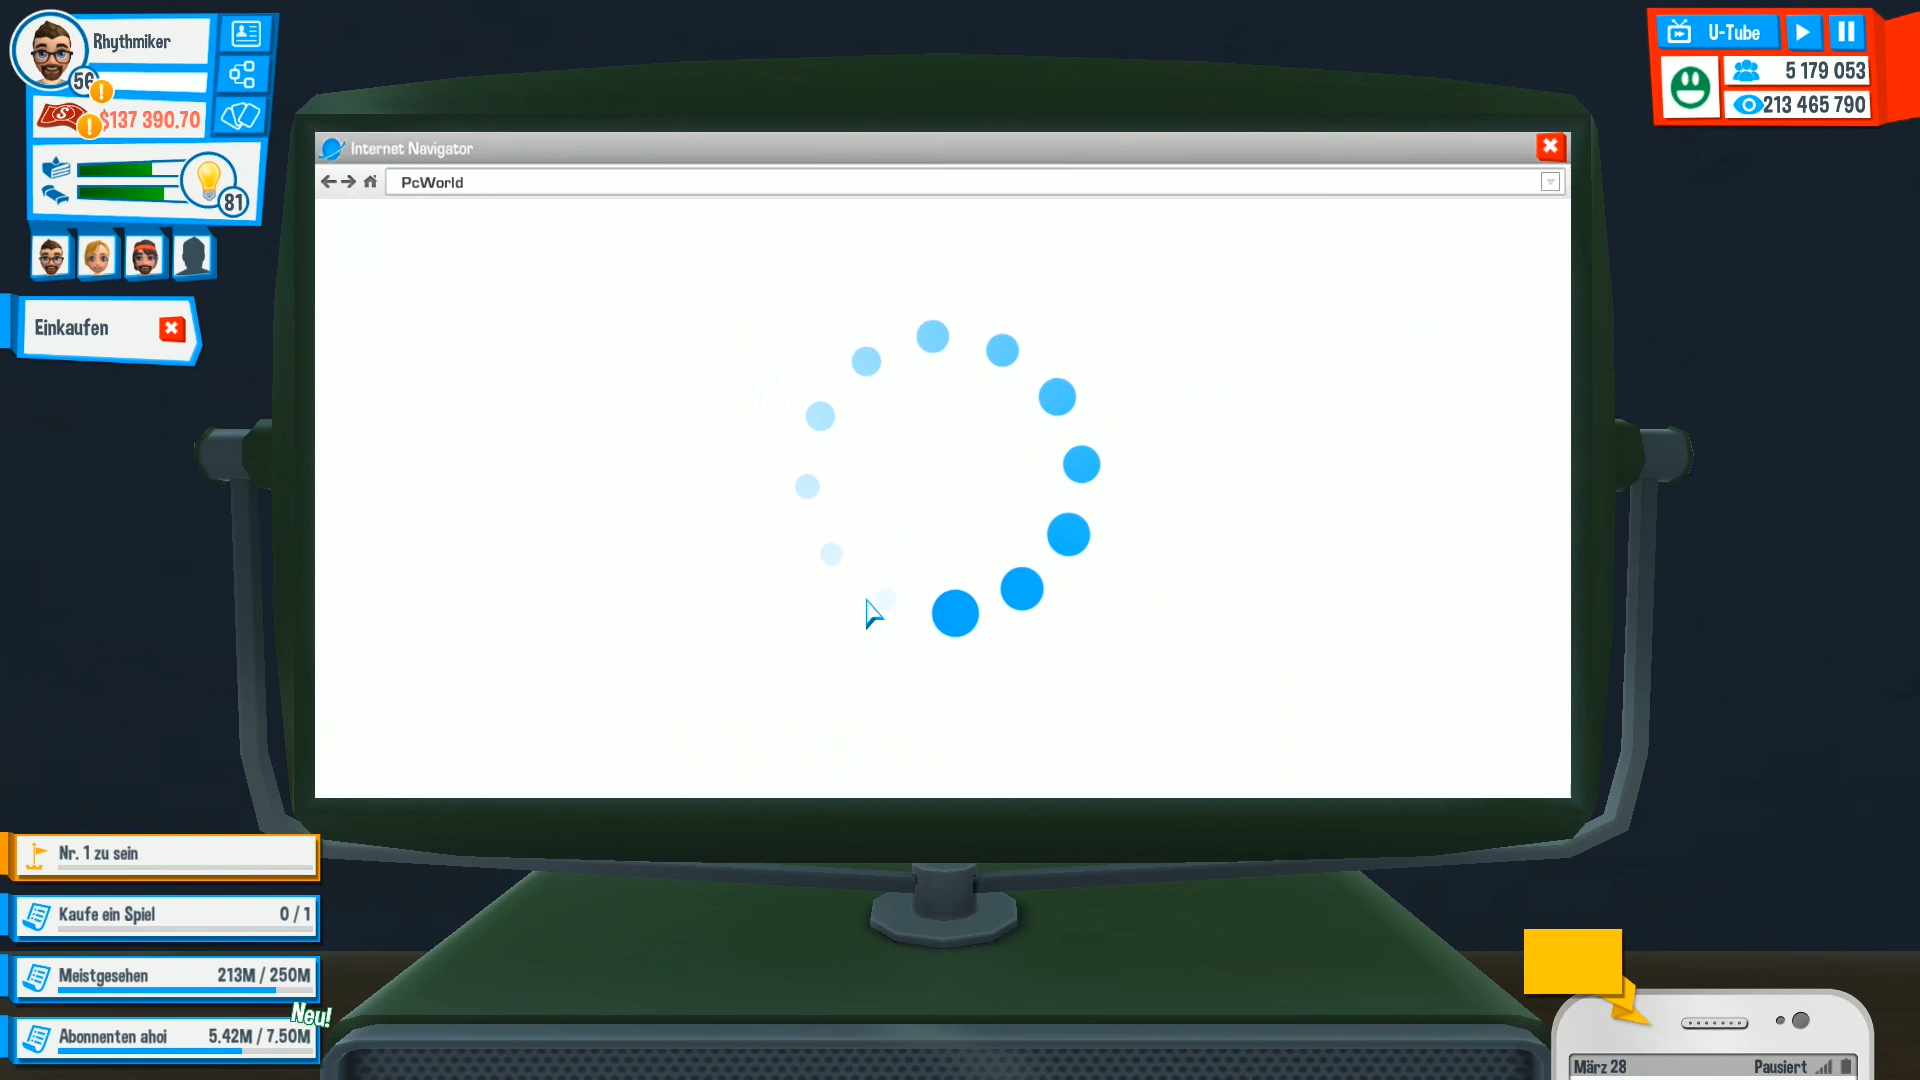 Rhythmiker
56
$137 390.70
81
Einkaufen
U-Tube
5 179 053
213 465 790
Internet Navigator
PcWorld
Nr. 1 zu sein
Kaufe ein Spiel 0 / 1
Meistgesehen 213M / 250M
Neu!
Abonnenten ahoi 5.42M / 7.50M
März 28 Pausiert